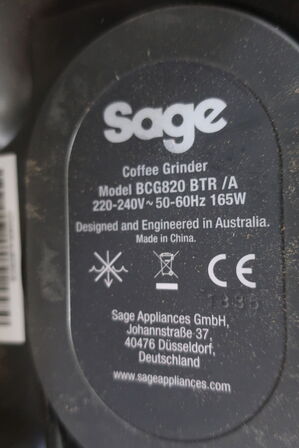 sage
Coffee Grinder
Model BCG820 BTR /A
220-240V~50-60Hz 165W
Designed and Engineered in Australia.
Made in China.
CE
1835
Sage Appliances GmbH,
Johannstraße 37,
40476 Düsseldorf,
Deutschland
www.sageappliances.com